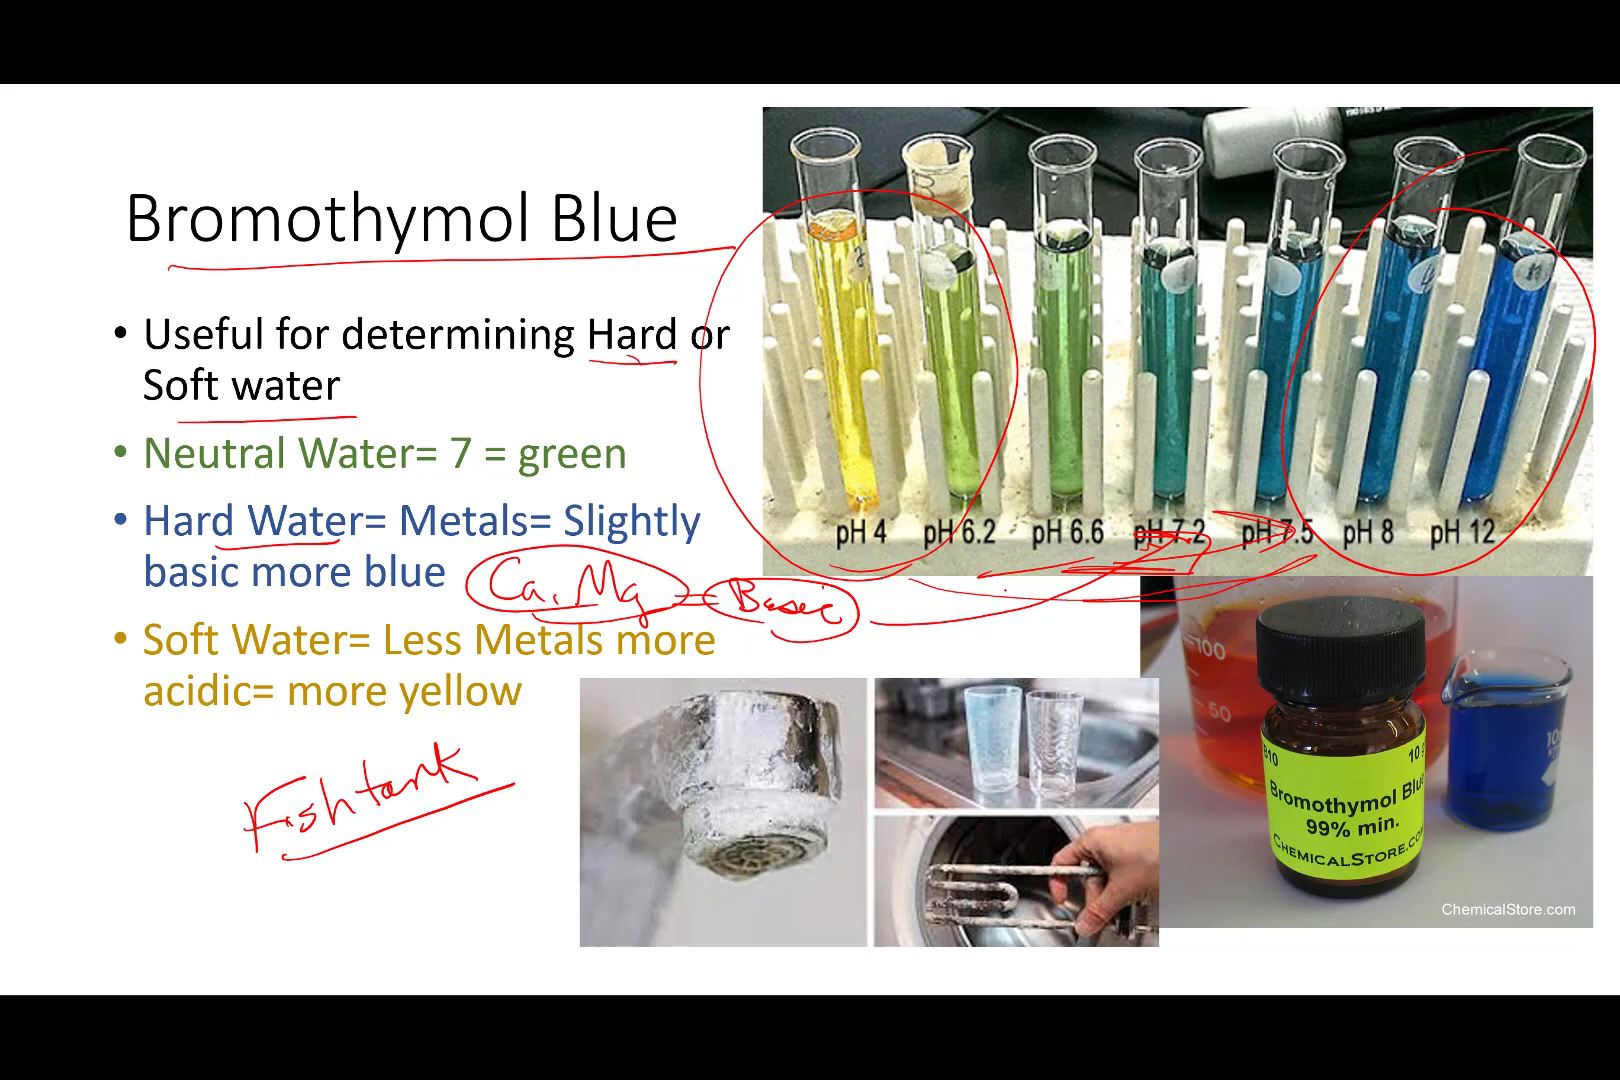 Bromothymol Blue
• Useful for determining Hard or
Soft water
• Neutral Water= 7 = green
• Hard Water= Metals= Slightly
basic more blue
Ca, Mg = Basic
• Soft Water= Less Metals more
acidic= more yellow
Fish tank
pH 4 pH 6.2 pH 6.6 pH 7.2 pH 7.5 pH 8 pH 12
100
50
B10
Bromothymol Blu
99% min.
CHEMICALSTORE.CO
ChemicalStore.com